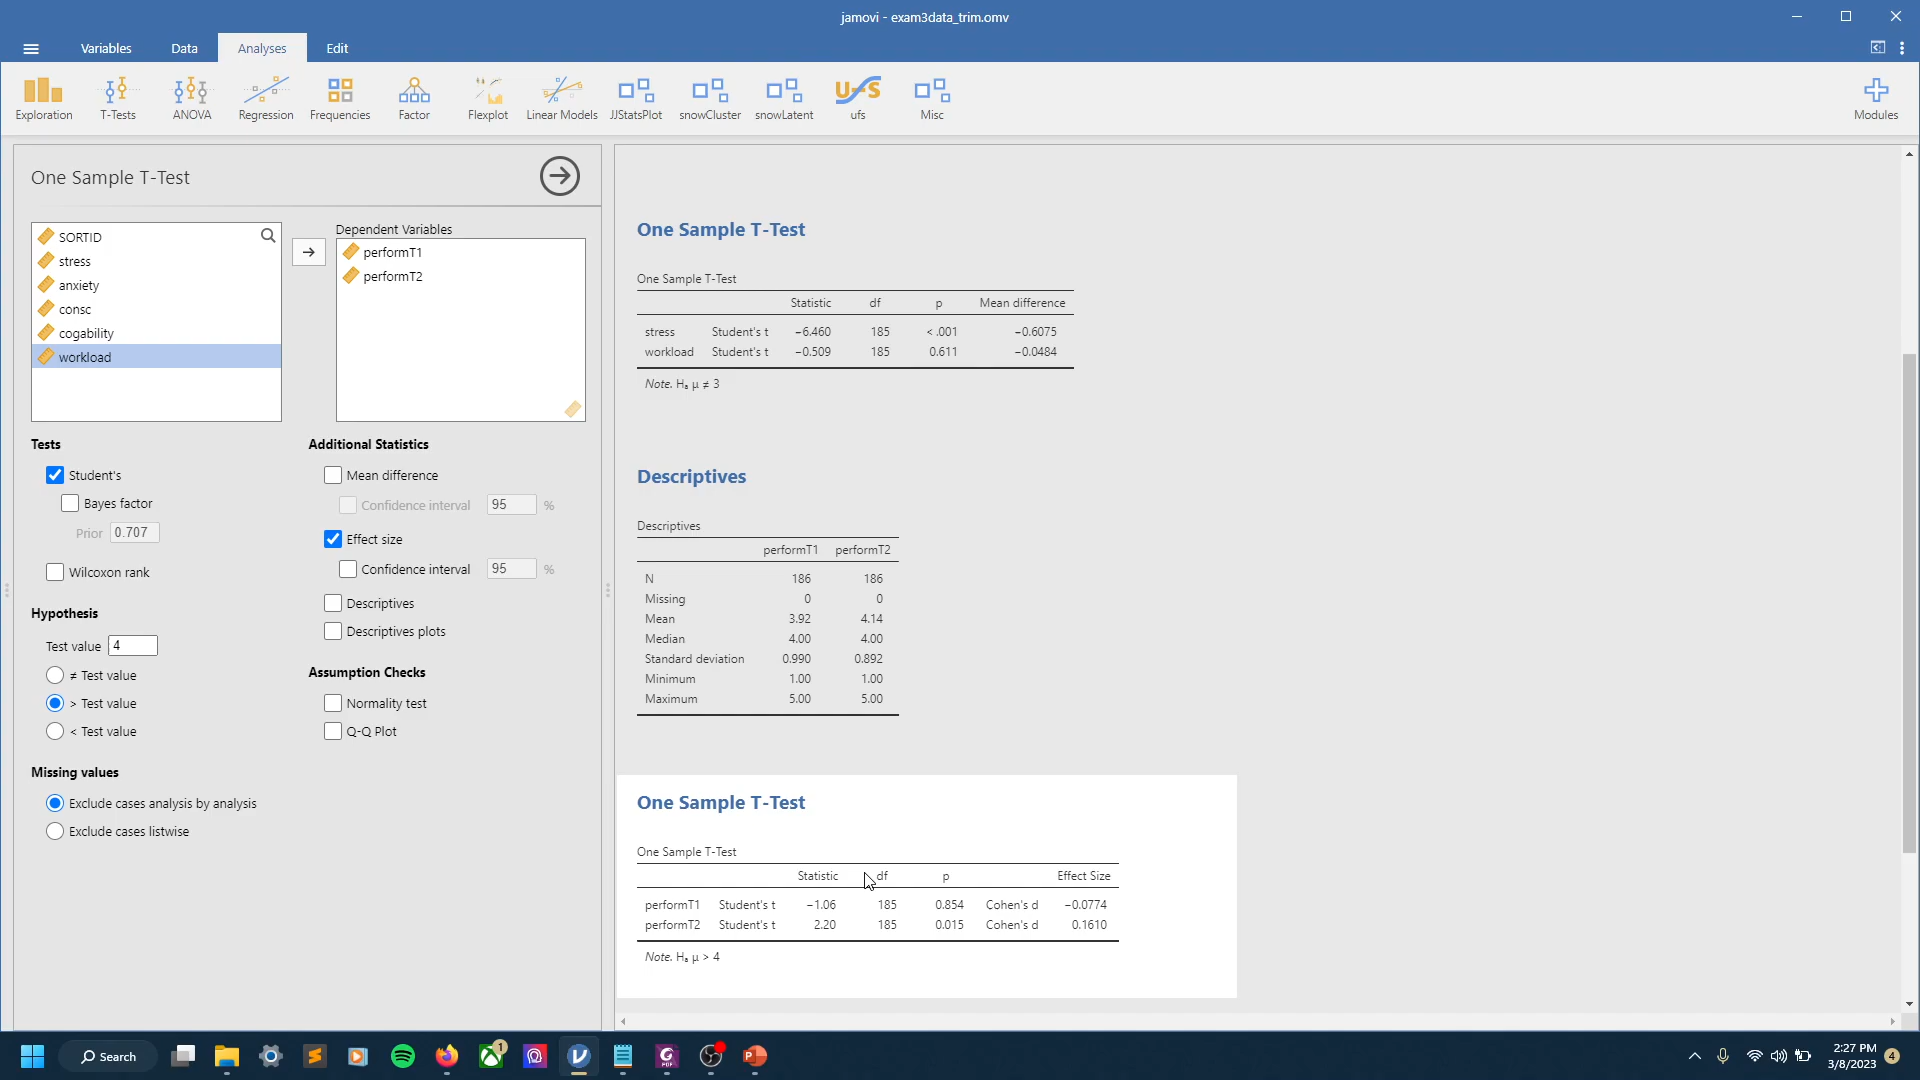 jamovi - exam3data_trim.omv
Variables Data Analyses Edit
Exploration T-Tests ANOVA Regression Frequencies Factor Flexplot Linear Models JJStatsPlot snowCluster snowLatent ufs Misc Modules
One Sample T-Test
SORTID
stress
anxiety
consc
cogability
workload
Dependent Variables
performT1
performT2
Tests
Student's
Bayes factor
Prior 0.707
Wilcoxon rank
Hypothesis
Test value 4
≠ Test value
> Test value
< Test value
Missing values
Exclude cases analysis by analysis
Exclude cases listwise
Additional Statistics
Mean difference
Confidence interval 95 %
Effect size
Confidence interval 95 %
Descriptives
Descriptives plots
Assumption Checks
Normality test
Q-Q Plot
One Sample T-Test
One Sample T-Test
Statistic df p Mean difference
stress Student's t −6.460 185 < .001 −0.6075
workload Student's t −0.509 185 0.611 −0.0484
Note. Hₐ μ ≠ 3
Descriptives
Descriptives
performT1 performT2
N 186 186
Missing 0 0
Mean 3.92 4.14
Median 4.00 4.00
Standard deviation 0.990 0.892
Minimum 1.00 1.00
Maximum 5.00 5.00
One Sample T-Test
One Sample T-Test
Statistic df p Effect Size
performT1 Student's t −1.06 185 0.854 Cohen's d −0.0774
performT2 Student's t 2.20 185 0.015 Cohen's d 0.1610
Note. Hₐ μ > 4
Search
1
2:27 PM
3/8/2023
4